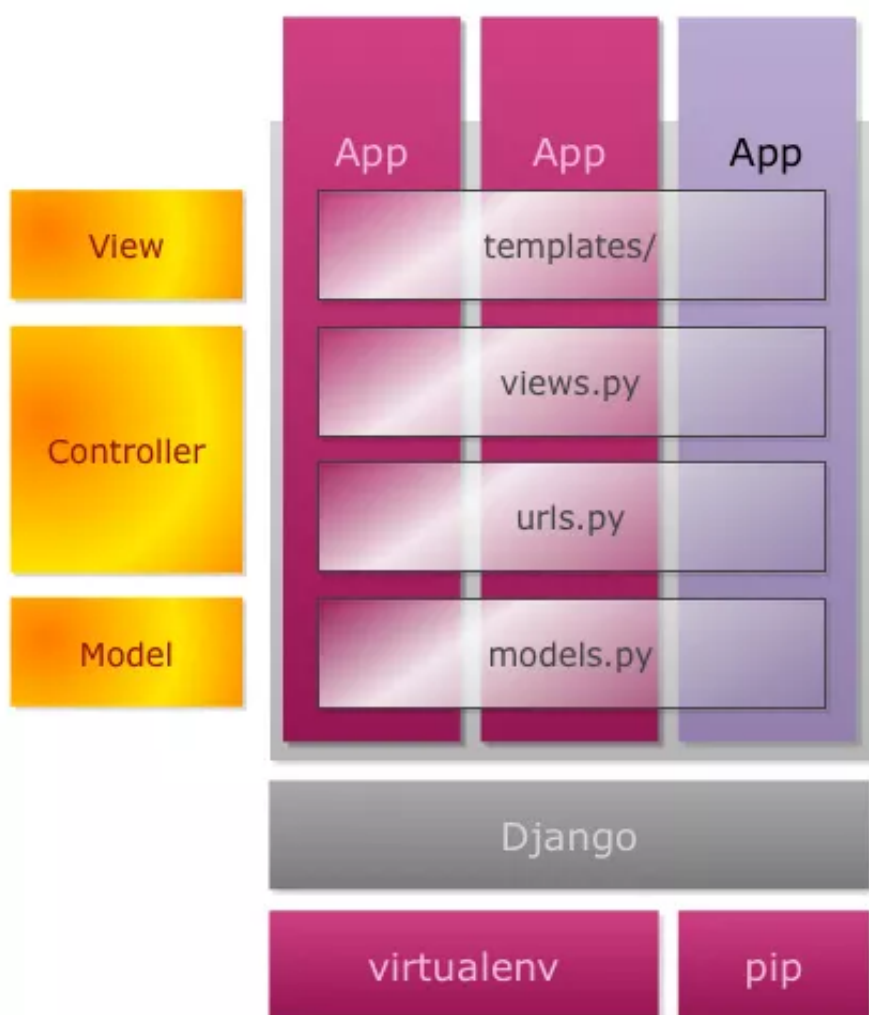 App
App
App
View
templates/
Controller
views.py
urls.py
Model
models.py
Django
virtualenv
pip